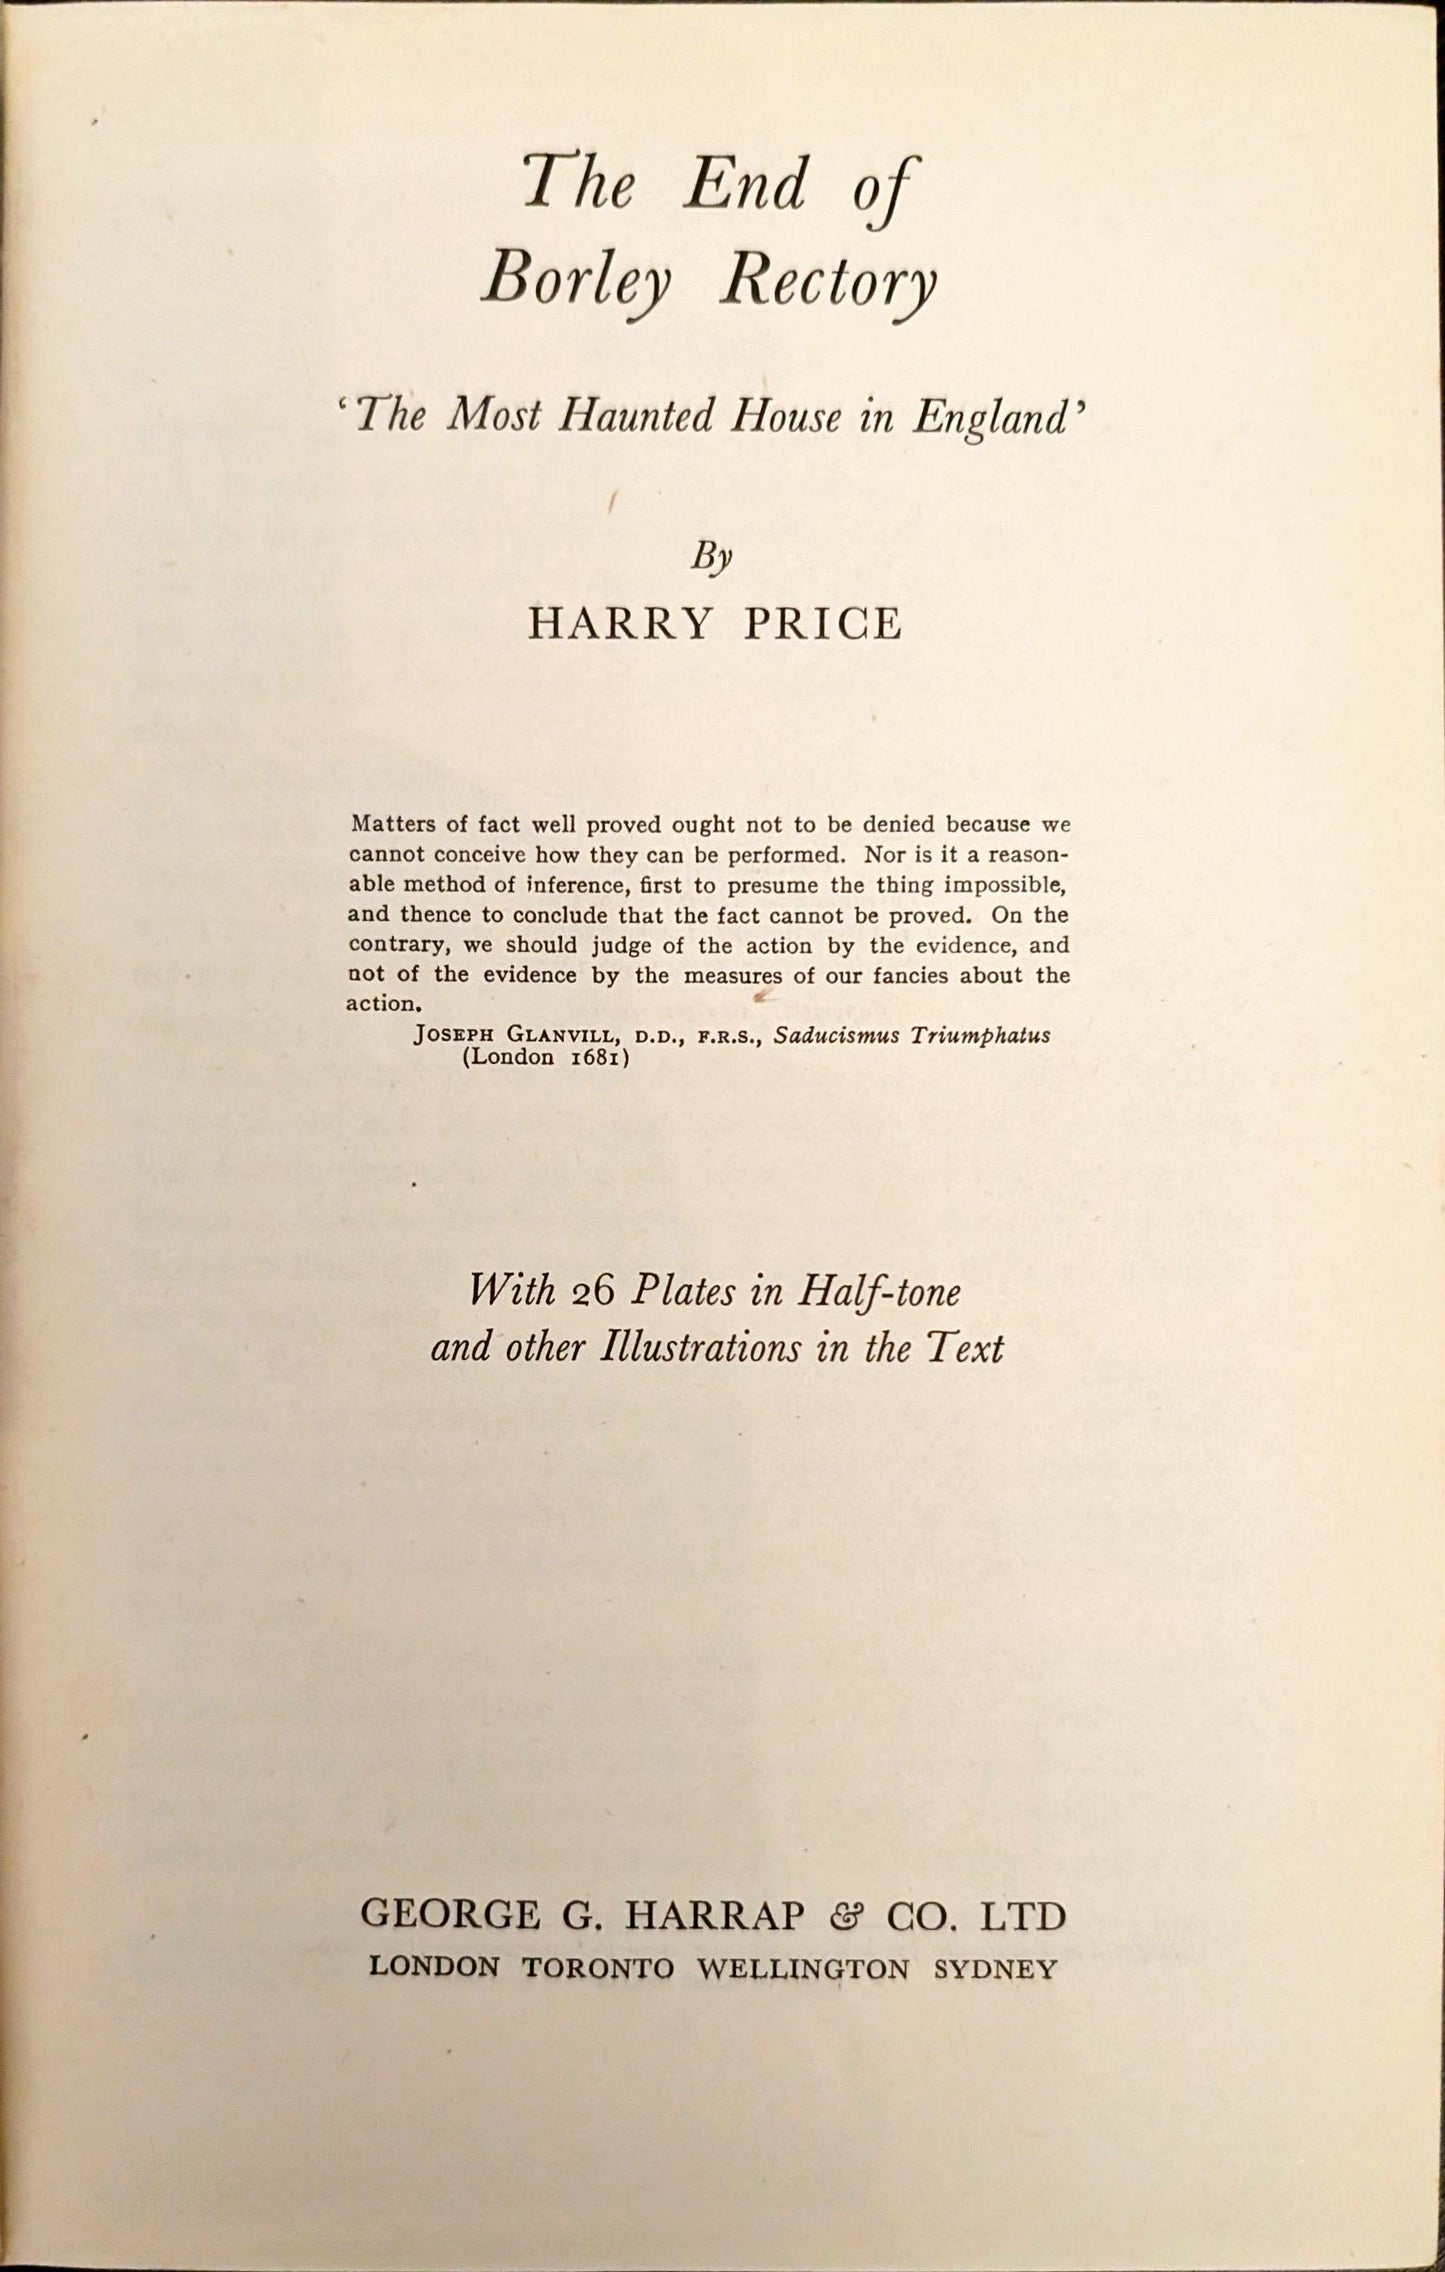 The End of
Borley Rectory
‘The Most Haunted House in England’
By
HARRY PRICE
Matters of fact well proved ought not to be denied because we
cannot conceive how they can be performed. Nor is it a reason-
able method of inference, first to presume the thing impossible,
and thence to conclude that the fact cannot be proved. On the
contrary, we should judge of the action by the evidence, and
not of the evidence by the measures of our fancies about the
action.
JOSEPH GLANVILL, D.D., F.R.S., Saducismus Triumphatus
(London 1681)
With 26 Plates in Half-tone
and other Illustrations in the Text
GEORGE G. HARRAP & CO. LTD
LONDON TORONTO WELLINGTON SYDNEY